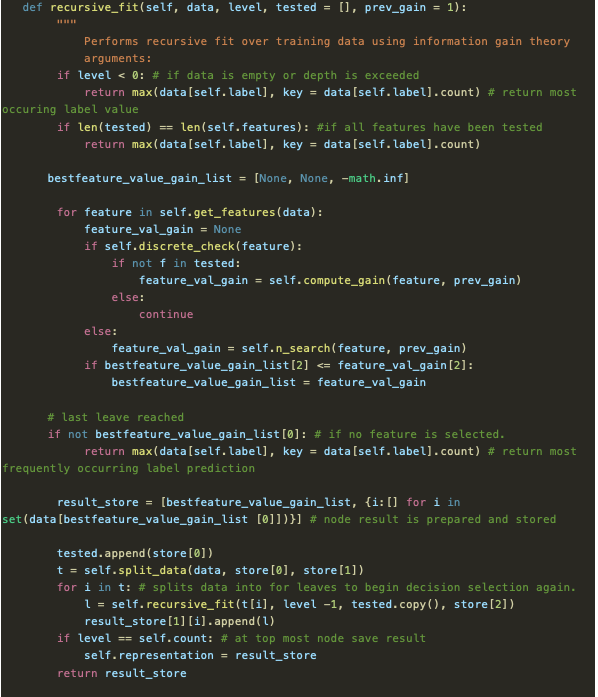 def recursive_fit(self, data, level, tested = [], prev_gain = 1):
"""
Performs recursive fit over training data using information gain theory
arguments:
if level < 0: # if data is empty or depth is exceeded
return max(data[self.label], key = data[self.label].count) # return most
occuring label value
if len(tested) == len(self.features): #if all features have been tested
return max(data[self.label], key = data[self.label].count)
bestfeature_value_gain_list = [None, None, -math.inf]
for feature in self.get_features(data):
feature_val_gain = None
if self.discrete_check(feature):
if not f in tested:
feature_val_gain = self.compute_gain(feature, prev_gain)
else:
continue
else:
feature_val_gain = self.n_search(feature, prev_gain)
if bestfeature_value_gain_list[2] <= feature_val_gain[2]:
bestfeature_value_gain_list = feature_val_gain
# last leave reached
if not bestfeature_value_gain_list[0]: # if no feature is selected.
return max(data[self.label], key = data[self.label].count) # return most
frequently occurring label prediction
result_store = [bestfeature_value_gain_list, {i:[] for i in
set(data[bestfeature_value_gain_list [0]])}] # node result is prepared and stored
tested.append(store[0])
t = self.split_data(data, store[0], store[1])
for i in t: # splits data into for leaves to begin decision selection again.
l = self.recursive_fit(t[i], level -1, tested.copy(), store[2])
result_store[1][i].append(l)
if level == self.count: # at top most node save result
self.representation = result_store
return result_store